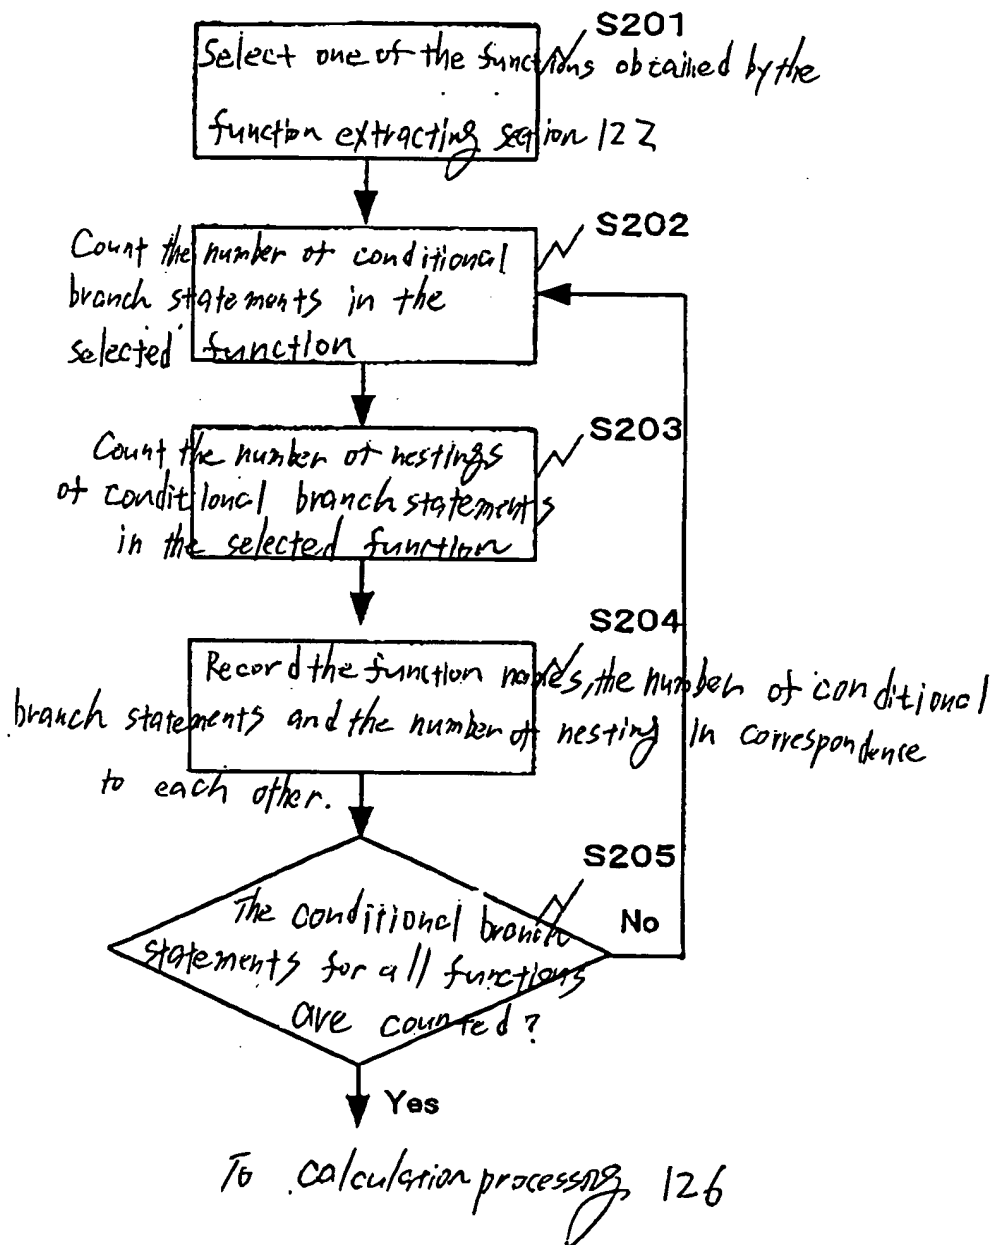 S201
Select one of the functions obtained by the
function extracting section 122
S202
Count the number of conditional
branch statements in the
selected function
S203
Count the number of nestings
of conditional branch statements
in the selected function
S204
Record the function names, the number of conditional
branch statements and the number of nesting in correspondence
to each other.
S205
The conditional branch
statements for all functions
are counted?
No
Yes
To calculation processng 126